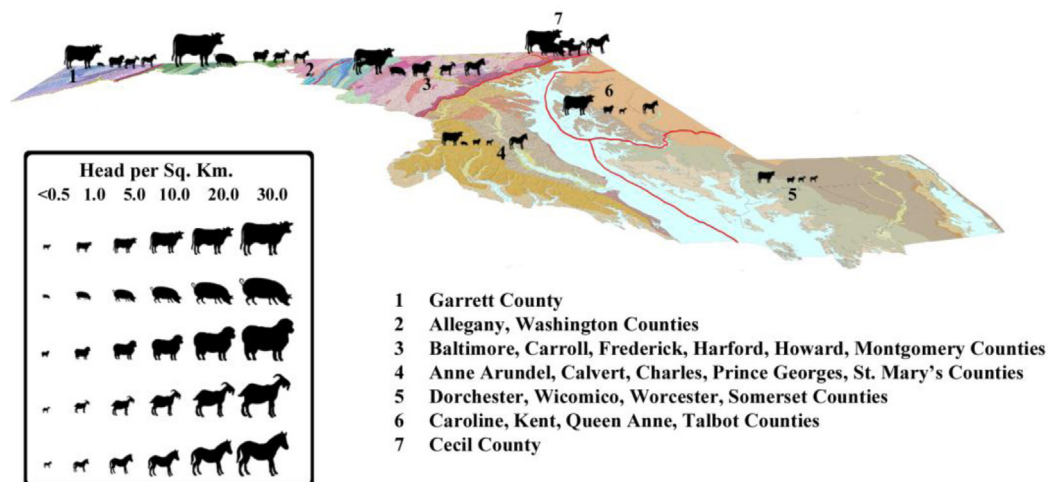 7
1
2
3
6
4
5
Head per Sq. Km.
<0.5 1.0 5.0 10.0 20.0 30.0
1 Garrett County
2 Allegany, Washington Counties
3 Baltimore, Carroll, Frederick, Harford, Howard, Montgomery Counties
4 Anne Arundel, Calvert, Charles, Prince Georges, St. Mary’s Counties
5 Dorchester, Wicomico, Worcester, Somerset Counties
6 Caroline, Kent, Queen Anne, Talbot Counties
7 Cecil County